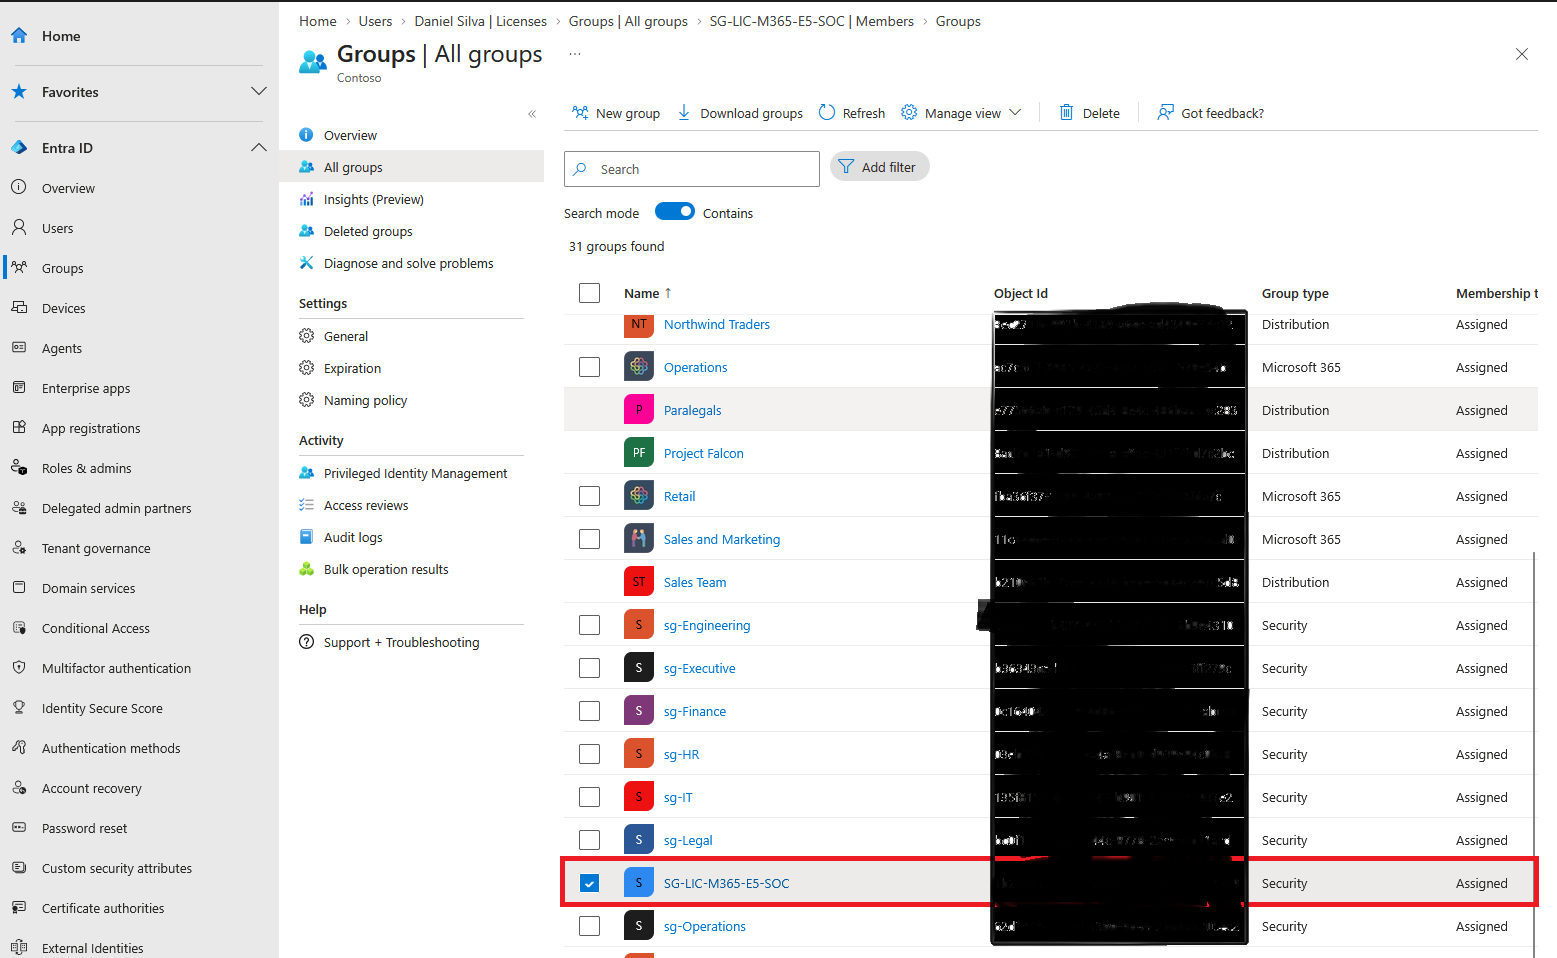 Home > Users > Daniel Silva | Licenses > Groups | All groups > SG-LIC-M365-E5-SOC | Members > Groups
Groups | All groups
Contoso
Home
Favorites
Entra ID
Overview
Users
Groups
Devices
Agents
Enterprise apps
App registrations
Roles & admins
Delegated admin partners
Tenant governance
Domain services
Conditional Access
Multifactor authentication
Identity Secure Score
Authentication methods
Account recovery
Password reset
Custom security attributes
Certificate authorities
External Identities
Overview
All groups
Insights (Preview)
Deleted groups
Diagnose and solve problems
Settings
General
Expiration
Naming policy
Activity
Privileged Identity Management
Access reviews
Audit logs
Bulk operation results
Help
Support + Troubleshooting
New group Download groups Refresh Manage view Delete Got feedback?
Search Add filter
Search mode Contains
31 groups found
Name ↑ Object Id Group type Membership t
NT Northwind Traders Distribution Assigned
Operations Microsoft 365 Assigned
P Paralegals Distribution Assigned
PF Project Falcon Distribution Assigned
Retail Microsoft 365 Assigned
Sales and Marketing Microsoft 365 Assigned
ST Sales Team Distribution Assigned
S sg-Engineering Security Assigned
S sg-Executive Security Assigned
S sg-Finance Security Assigned
S sg-HR Security Assigned
S sg-IT Security Assigned
S sg-Legal Security Assigned
S SG-LIC-M365-E5-SOC Security Assigned
S sg-Operations Security Assigned